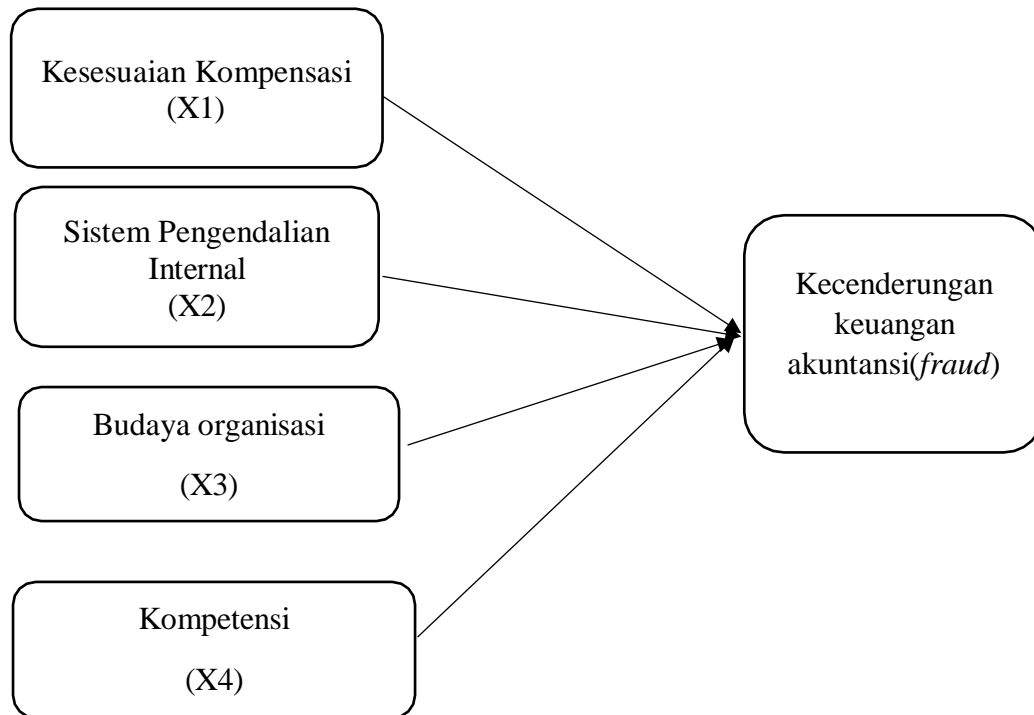 Kesesuaian Kompensasi
(X1)
Sistem Pengendalian
Internal
(X2)
Budaya organisasi
(X3)
Kompetensi
(X4)
Kecenderungan
keuangan
akuntansi(fraud)